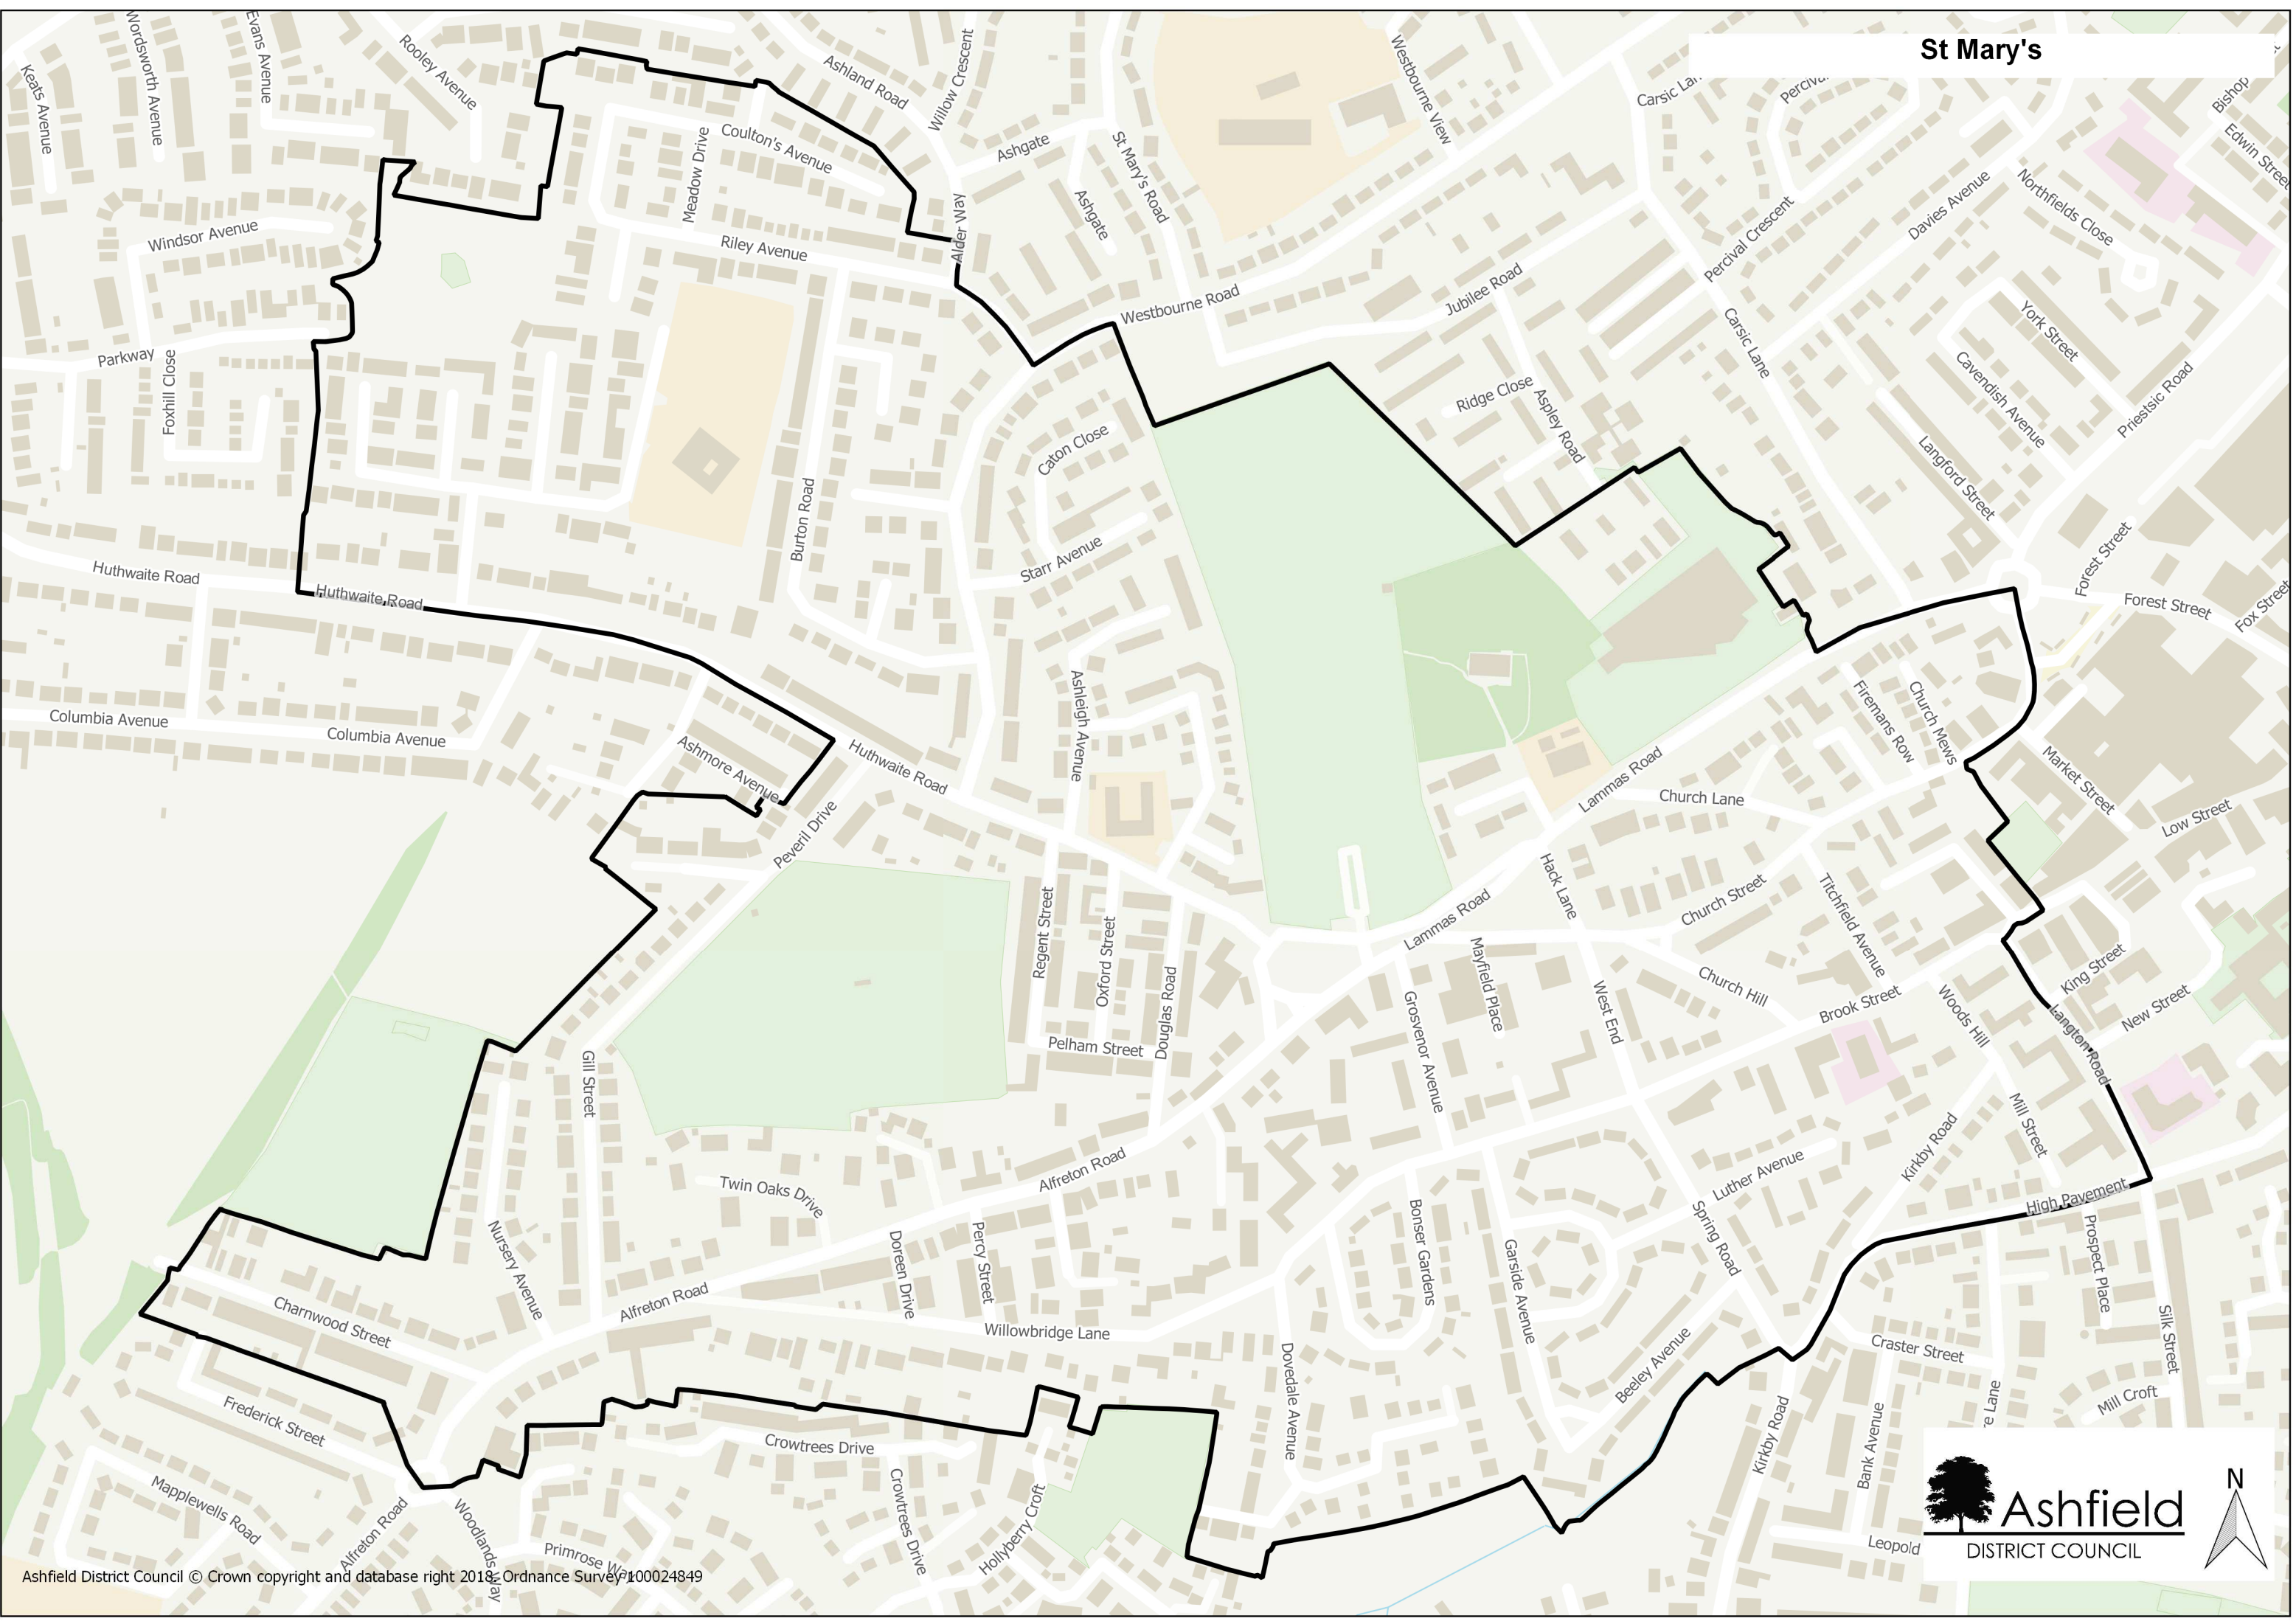 St Mary's
Keats Avenue
Wordsworth Avenue
Evans Avenue
Rooley Avenue
Ashland Road
Willow Crescent
Westbourne View
Carsic Lan
Percival
Bishop
Edwin Street
Coulton's Avenue
Meadow Drive
Ashgate
St Mary's Road
Ashgate
Alder Way
Windsor Avenue
Riley Avenue
Northfields Close
Davies Avenue
Percival Crescent
Westbourne Road
Jubilee Road
York Street
Carsic Lane
Parkway
Foxhill Close
Cavendish Avenue
Priestsic Road
Ridge Close
Aspley Road
Caton Close
Langford Street
Burton Road
Starr Avenue
Forest Street
Forest Street
Fox Street
Huthwaite Road
Huthwaite Road
Columbia Avenue
Columbia Avenue
Ashmore Avenue
Huthwaite Road
Ashleigh Avenue
Peveril Drive
Firemans Row
Church Mews
Market Street
Low Street
Lammas Road
Church Lane
Hack Lane
Church Street
Titchfield Avenue
Lammas Road
Regent Street
Oxford Street
Douglas Road
Pelham Street
Mayfield Place
Grosvenor Avenue
West End
Church Hill
Brook Street
Woods Hill
King Street
New Street
Langton Road
Gill Street
Mill Street
Kirkby Road
Luther Avenue
High Pavement
Alfreton Road
Twin Oaks Drive
Nursery Avenue
Doreen Drive
Percy Street
Bonser Gardens
Garside Avenue
Spring Road
Prospect Place
Silk Street
Charnwood Street
Alfreton Road
Willowbridge Lane
Dovedale Avenue
Beeley Avenue
Craster Street
Mill Croft
re Lane
Frederick Street
Crowtrees Drive
Crowtrees Drive
Hollyberry Croft
Kirkby Road
Bank Avenue
Leopold
Mapplewells Road
Alfreton Road
Woodlands Way
Primrose Way
Ashfield
DISTRICT COUNCIL
N
Ashfield District Council © Crown copyright and database right 2018. Ordnance Survey 100024849